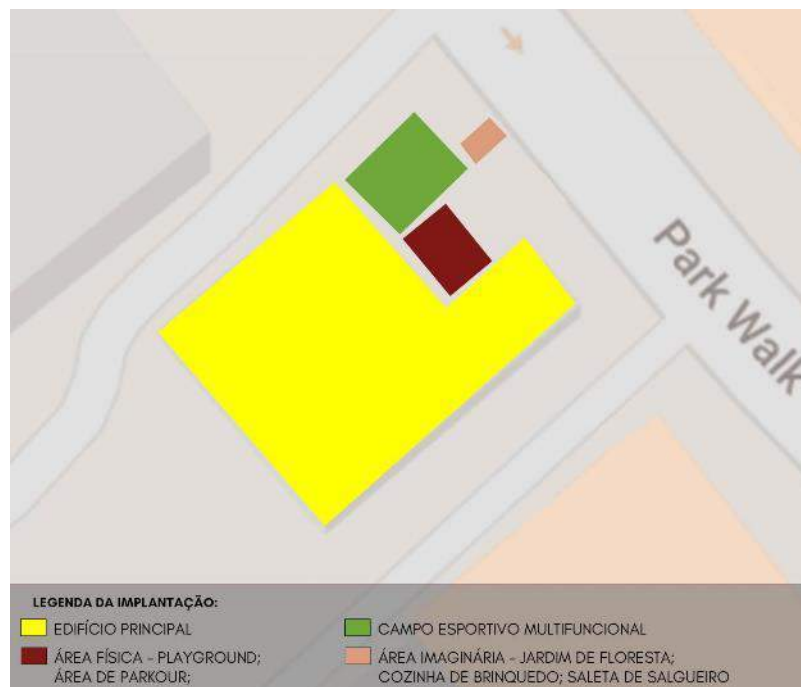 Park Walk
LEGENDA DA IMPLANTAÇÃO:
EDIFÍCIO PRINCIPAL
ÁREA FÍSICA - PLAYGROUND;
ÁREA DE PARKOUR;
CAMPO ESPORTIVO MULTIFUNCIONAL
ÁREA IMAGINÁRIA - JARDIM DE FLORESTA;
COZINHA DE BRINQUEDO; SALETA DE SALGUEIRO